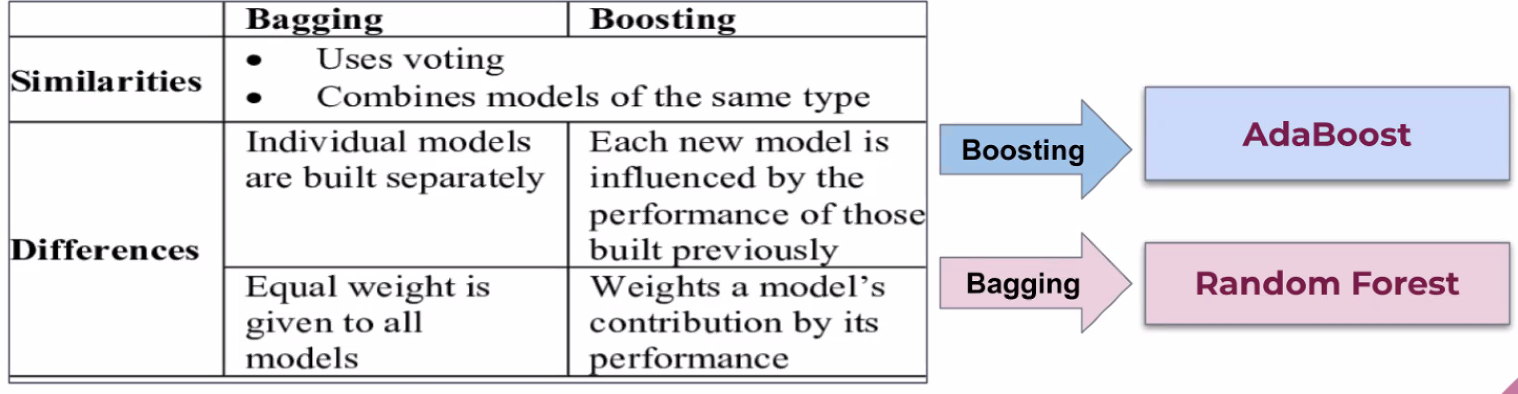 Bagging Boosting
Similarities
• Uses voting
• Combines models of the same type
Differences
Individual models
are built separately
Each new model is
influenced by the
performance of those
built previously
Equal weight is
given to all
models
Weights a model’s
contribution by its
performance
Boosting
AdaBoost
Bagging
Random Forest